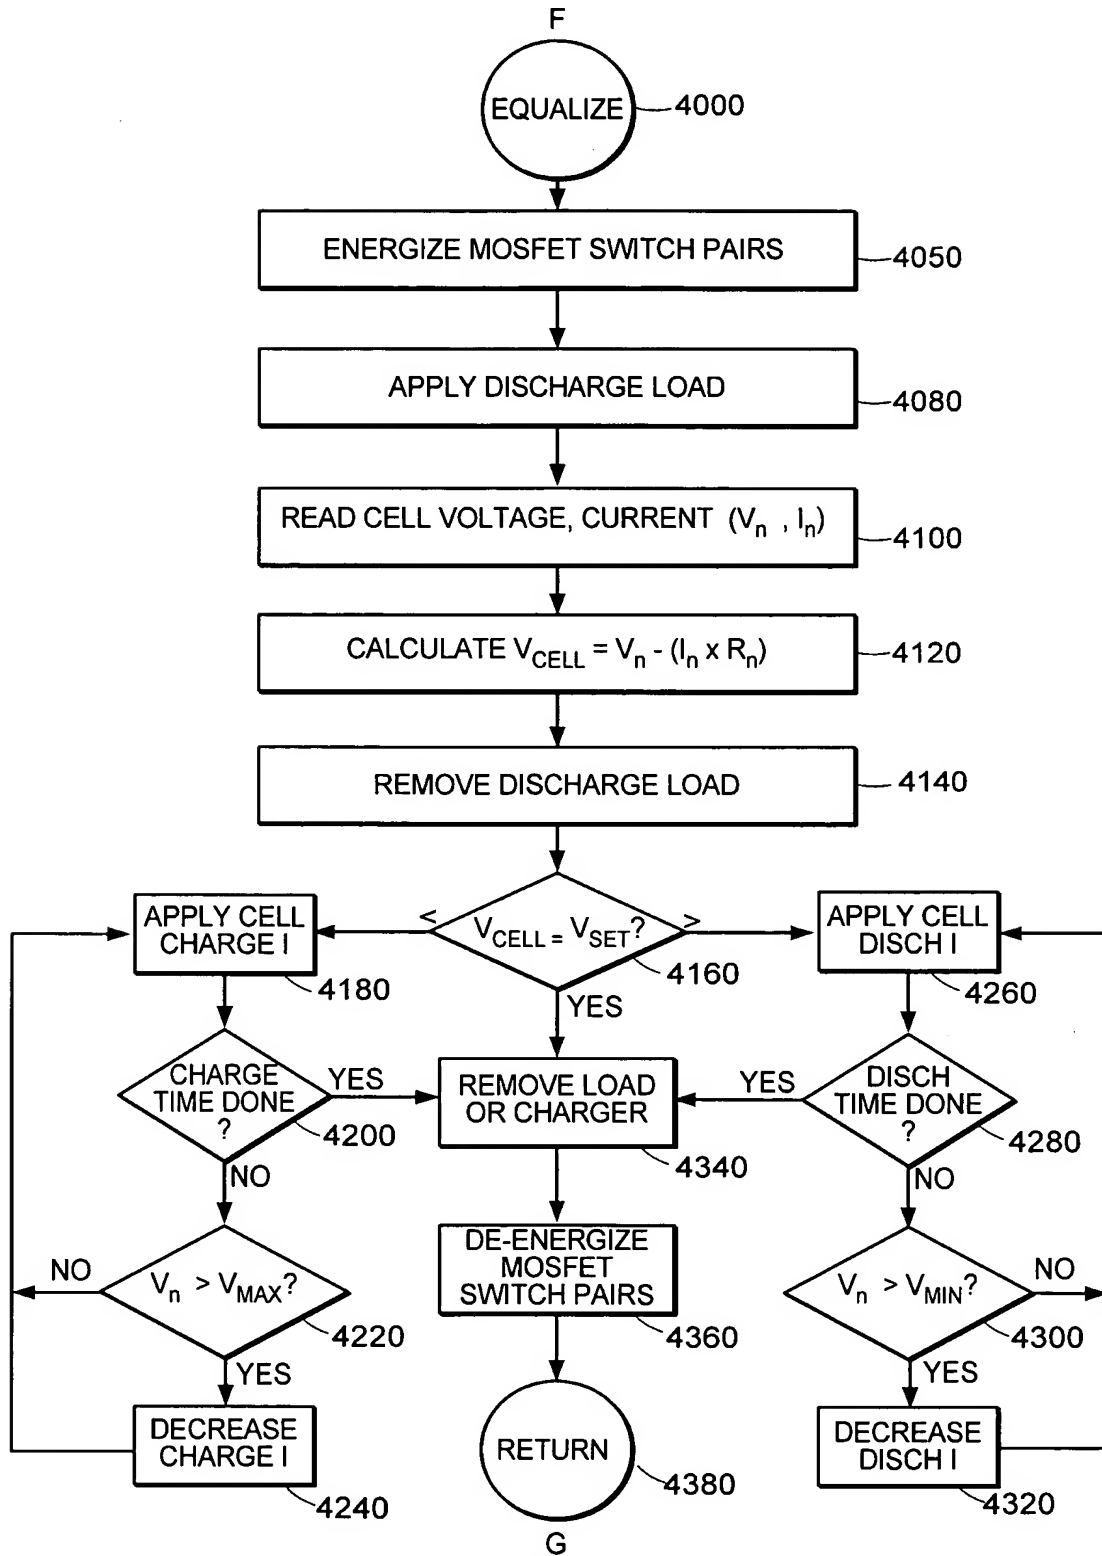 F
EQUALIZE
4000
ENERGIZE MOSFET SWITCH PAIRS
4050
APPLY DISCHARGE LOAD
4080
READ CELL VOLTAGE, CURRENT (Vn , In)
4100
CALCULATE VCELL = Vn - (In x Rn)
4120
REMOVE DISCHARGE LOAD
4140
APPLY CELL
CHARGE I
4180
<
VCELL = VSET?
>
4160
YES
APPLY CELL
DISCH I
4260
CHARGE
TIME DONE
?
4200
YES
NO
REMOVE LOAD
OR CHARGER
4340
YES
DISCH
TIME DONE
?
4280
NO
NO
Vn > VMAX?
4220
YES
DE-ENERGIZE
MOSFET
SWITCH PAIRS
4360
Vn > VMIN?
NO
4300
YES
DECREASE
CHARGE I
4240
RETURN
4380
DECREASE
DISCH I
4320
G